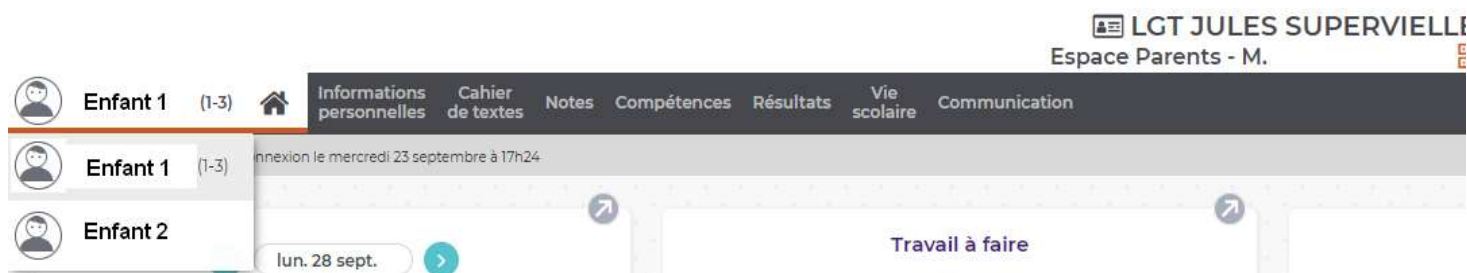 LGT JULES SUPERVIELLE
Espace Parents - M.
Enfant 1 (1-3)
Informations personnelles
Cahier de textes
Notes
Compétences
Résultats
Vie scolaire
Communication
Enfant 1 (1-3)
le mercredi 23 septembre à 17h24
Enfant 2
lun. 28 sept.
Travail à faire